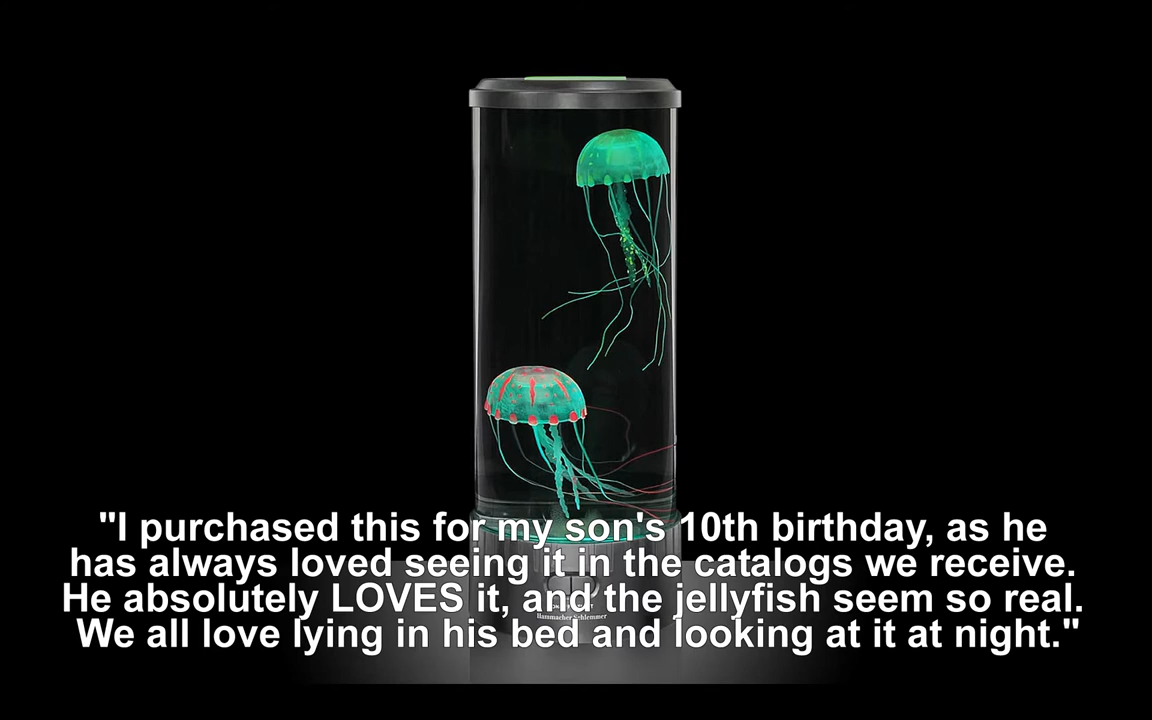 "I purchased this for my son's 10th birthday, as he
has always loved seeing it in the catalogs we receive.
He absolutely LOVES it, and the jellyfish seem so real.
We all love lying in his bed and looking at it at night."
Hammacher Schlemmer